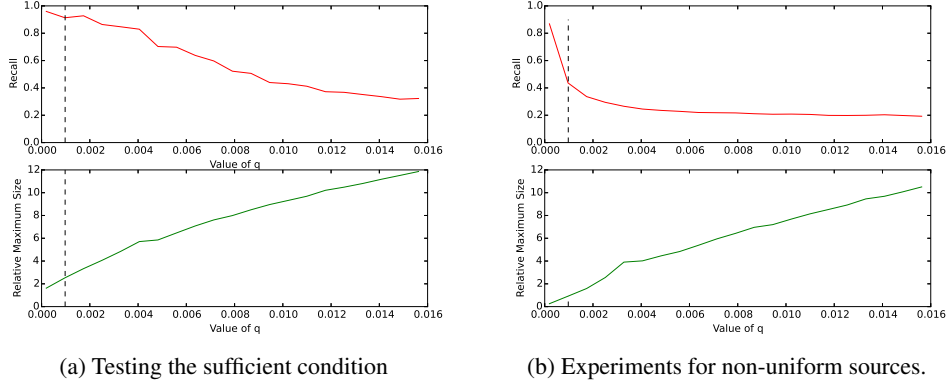 1.0
0.8
0.6
0.4
0.2
0.0
Recall
0.000 0.002 0.004 0.006 0.008 0.010 0.012 0.014 0.016
Value of q
12
10
8
6
4
2
0
Relative Maximum Size
0.000 0.002 0.004 0.006 0.008 0.010 0.012 0.014 0.016
Value of q
(a) Testing the sufficient condition
1.0
0.8
0.6
0.4
0.2
0.0
Recall
0.000 0.002 0.004 0.006 0.008 0.010 0.012 0.014 0.016
12
10
8
6
4
2
0
Relative Maximum Size
0.000 0.002 0.004 0.006 0.008 0.010 0.012 0.014 0.016
Value of q
(b) Experiments for non-uniform sources.